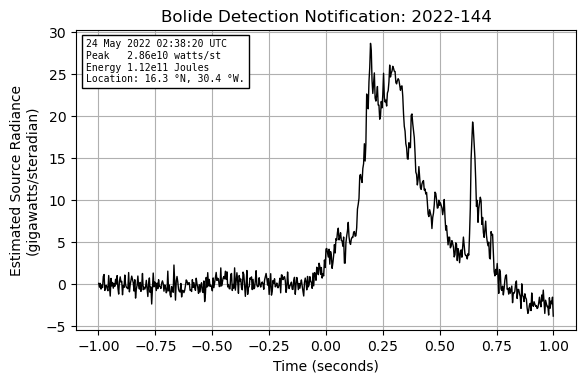 Bolide Detection Notification: 2022-144
24 May 2022 02:38:20 UTC
Peak   2.86e10 watts/st
Energy 1.12e11 Joules
Location: 16.3 °N, 30.4 °W.
Estimated Source Radiance
(gigawatts/steradian)
30
25
20
15
10
5
0
−5
−1.00 −0.75 −0.50 −0.25 0.00 0.25 0.50 0.75 1.00
Time (seconds)